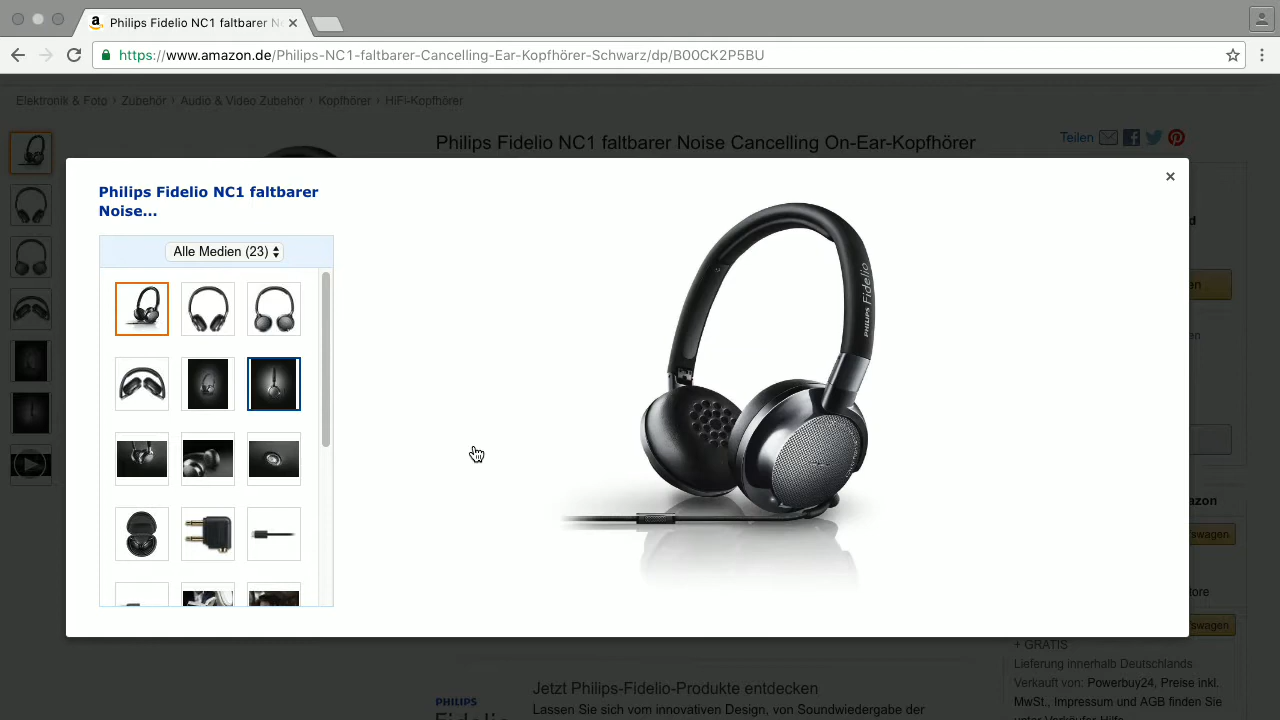 Philips Fidelio NC1 faltbarer N
https://www.amazon.de/Philips-NC1-faltbarer-Cancelling-Ear-Kopfhörer-Schwarz/dp/B00CK2P5BU
Elektronik & Foto › Zubehör › Audio & Video Zubehör › Kopfhörer › HiFi-Kopfhörer
Philips Fidelio NC1 faltbarer Noise Cancelling On-Ear-Kopfhörer
Teilen
Philips Fidelio NC1 faltbarer
Noise...
Alle Medien (23)
PHILIPS Fidelio
+ GRATIS
Lieferung innerhalb Deutschlands
Verkauft von: Powerbuy24, Preise inkl.
MwSt., Impressum und AGB finden Sie
Jetzt Philips-Fidelio-Produkte entdecken
PHILIPS
Fidelio
Lassen Sie sich vom innovativen Design, von Soundwiedergabe der